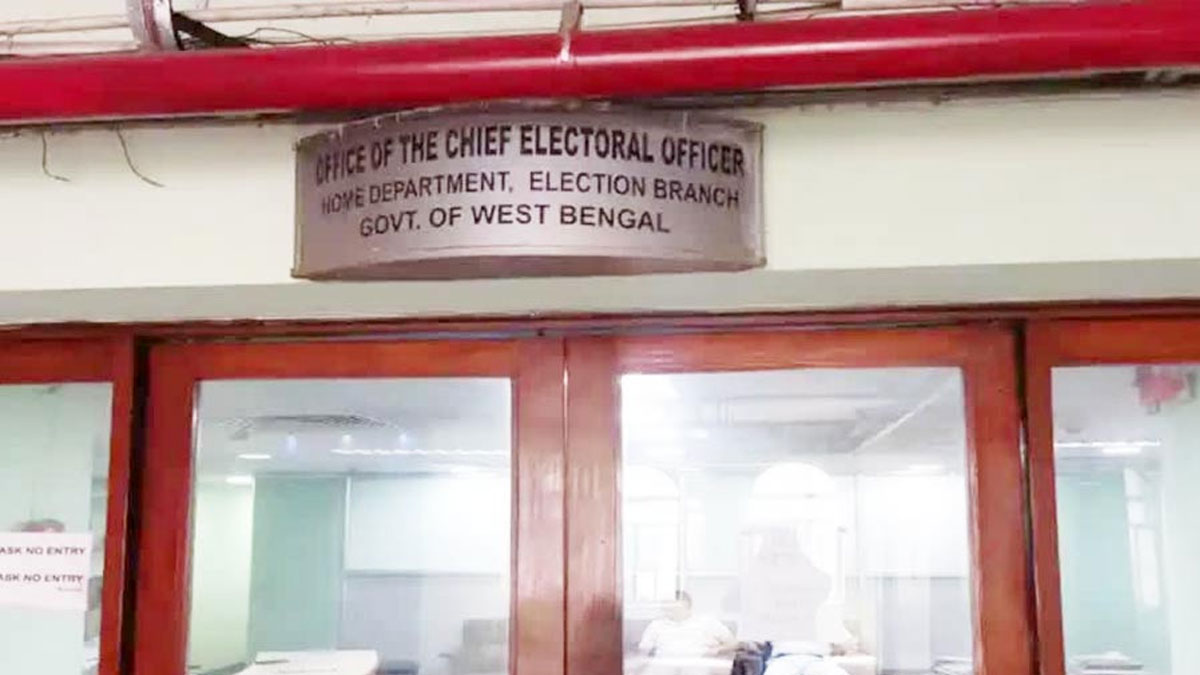 OFFICE OF THE CHIEF ELECTORAL OFFICER
HOME DEPARTMENT, ELECTION BRANCH
GOVT. OF WEST BENGAL
ASK NO ENTRY
ASK NO ENTRY